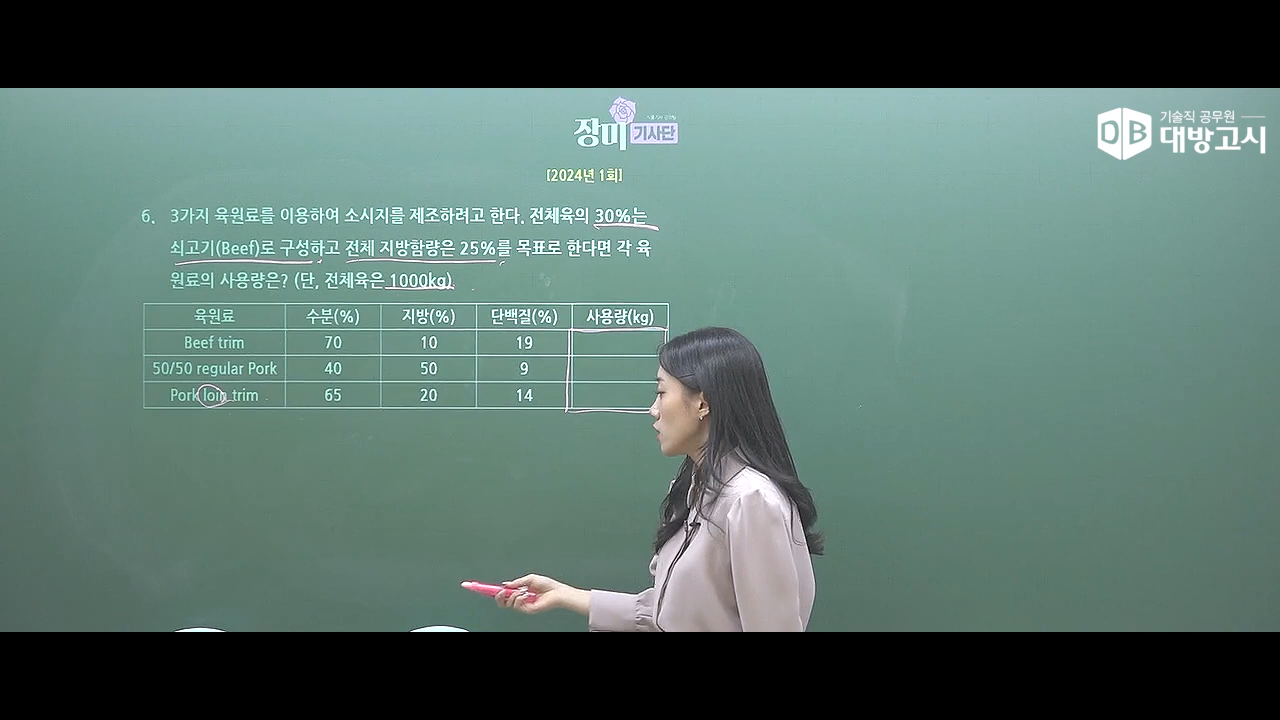 장미
기사단
기술직 공무원
대방고시
[2024년 1회]
6. 3가지 육원료를 이용하여 소시지를 제조하려고 한다. 전체육의 30%는
쇠고기(Beef)로 구성하고 전체 지방함량은 25%를 목표로 한다면 각 육
원료의 사용량은? (단, 전체육은 1000kg)
육원료 수분(%) 지방(%) 단백질(%) 사용량(kg)
Beef trim 70 10 19
50/50 regular Pork 40 50 9
Pork loin trim 65 20 14